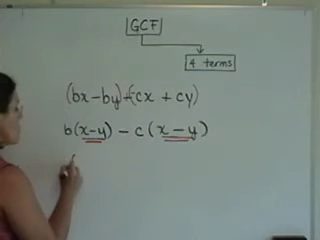 GCF
4 terms
(bx-by)+(-cx + cy)
b(x-y) - c(x-y)